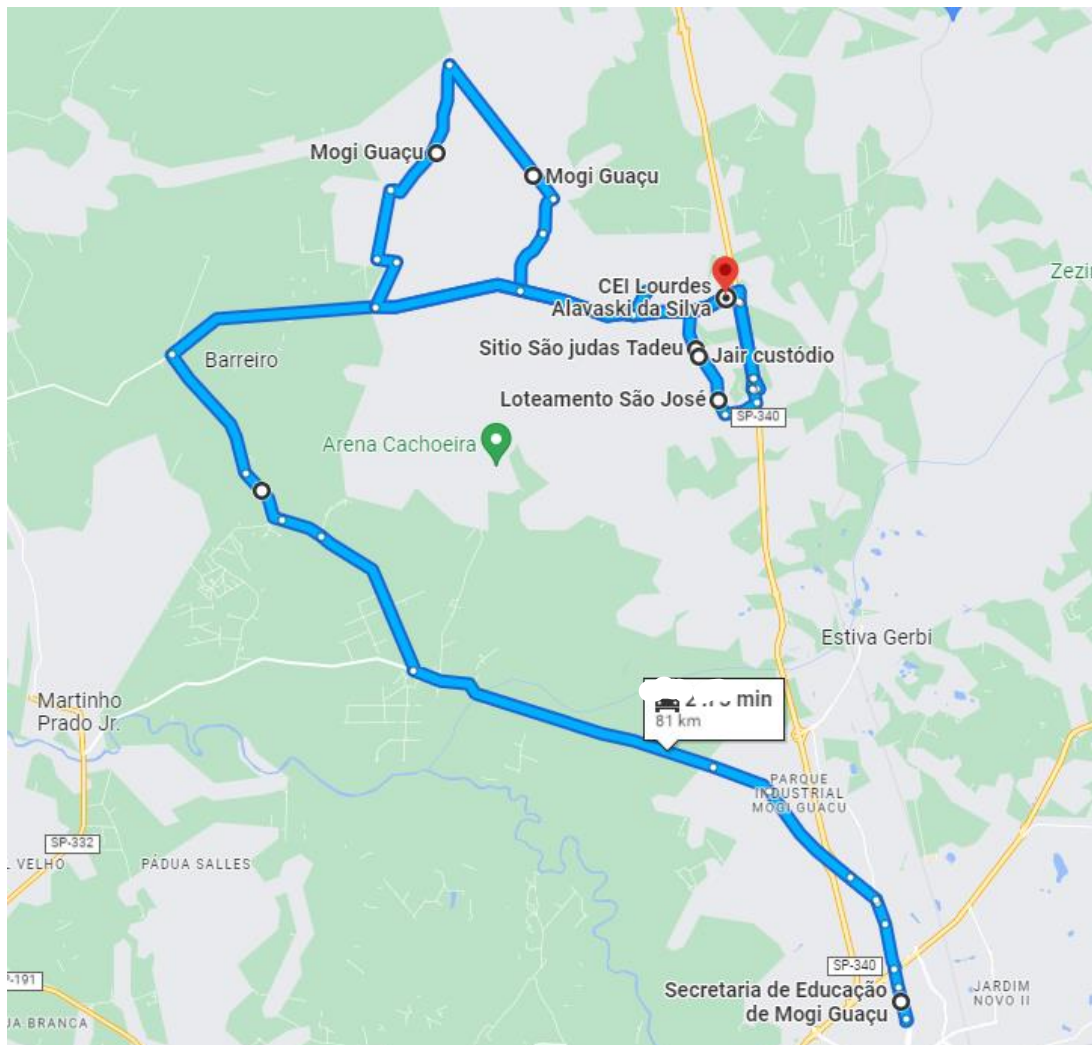 Mogi Guaçu
Mogi Guaçu
CEI Lourdes
Alavaski da Silva
Sitio São judas Tadeu
Jair custódio
Barreiro
Loteamento São José
SP-340
Arena Cachoeira
Estiva Gerbi
Martinho
Prado Jr.
min
81 km
PARQUE
INDUSTRIAL
MOGI GUACU
SP-332
VELHO
PÁDUA SALLES
SP-340
Secretaria de Educação
de Mogi Guaçu
JARDIM
NOVO II
BRANCA